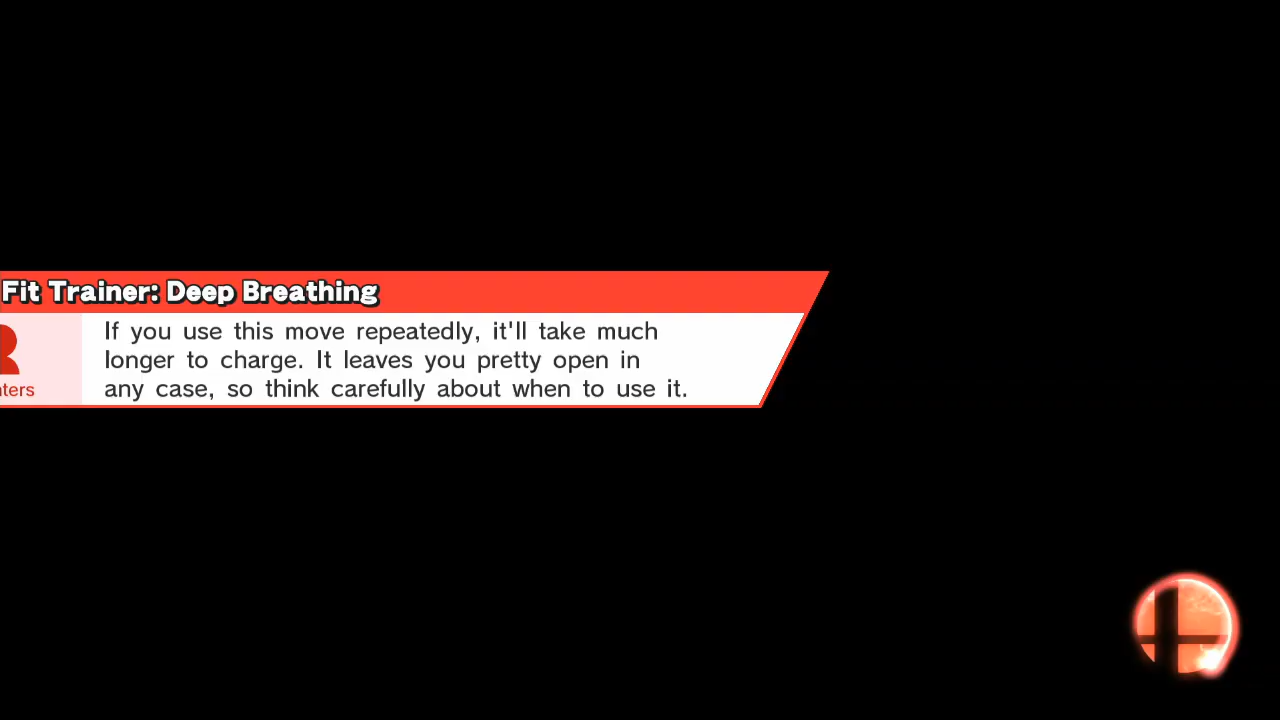 Fit Trainer: Deep Breathing
If you use this move repeatedly, it'll take much
longer to charge. It leaves you pretty open in
any case, so think carefully about when to use it.